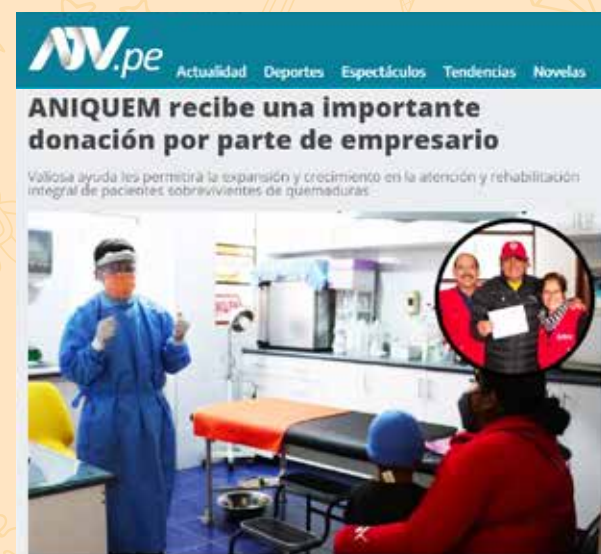 ATV.pe
Actualidad Deportes Espectáculos Tendencias Novelas
ANIQUEM recibe una importante
donación por parte de empresario
Valiosa ayuda les permitirá la expansión y crecimiento en la atención y rehabilitación
integral de pacientes sobrevivientes de quemaduras